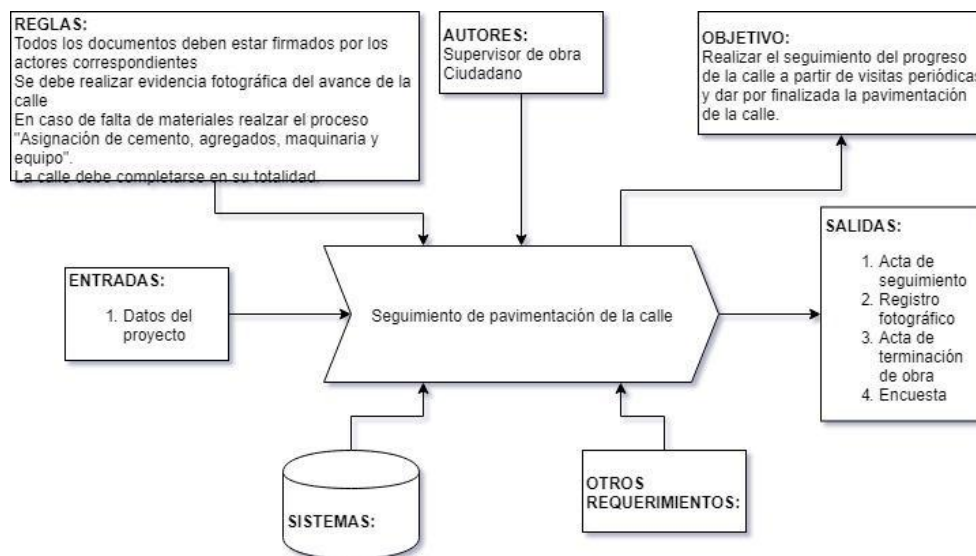 REGLAS:
Todos los documentos deben estar firmados por los
actores correspondientes
Se debe realizar evidencia fotográfica del avance de la
calle
En caso de falta de materiales realzar el proceso
"Asignación de cemento, agregados, maquinaria y
equipo".
La calle debe completarse en su totalidad.
AUTORES:
Supervisor de obra
Ciudadano
OBJETIVO:
Realizar el seguimiento del progreso
de la calle a partir de visitas periódicas
y dar por finalizada la pavimentación
de la calle.
ENTRADAS:
1. Datos del
proyecto
Seguimiento de pavimentación de la calle
SALIDAS:
1. Acta de
seguimiento
2. Registro
fotográfico
3. Acta de
terminación
de obra
4. Encuesta
SISTEMAS:
OTROS
REQUERIMIENTOS: